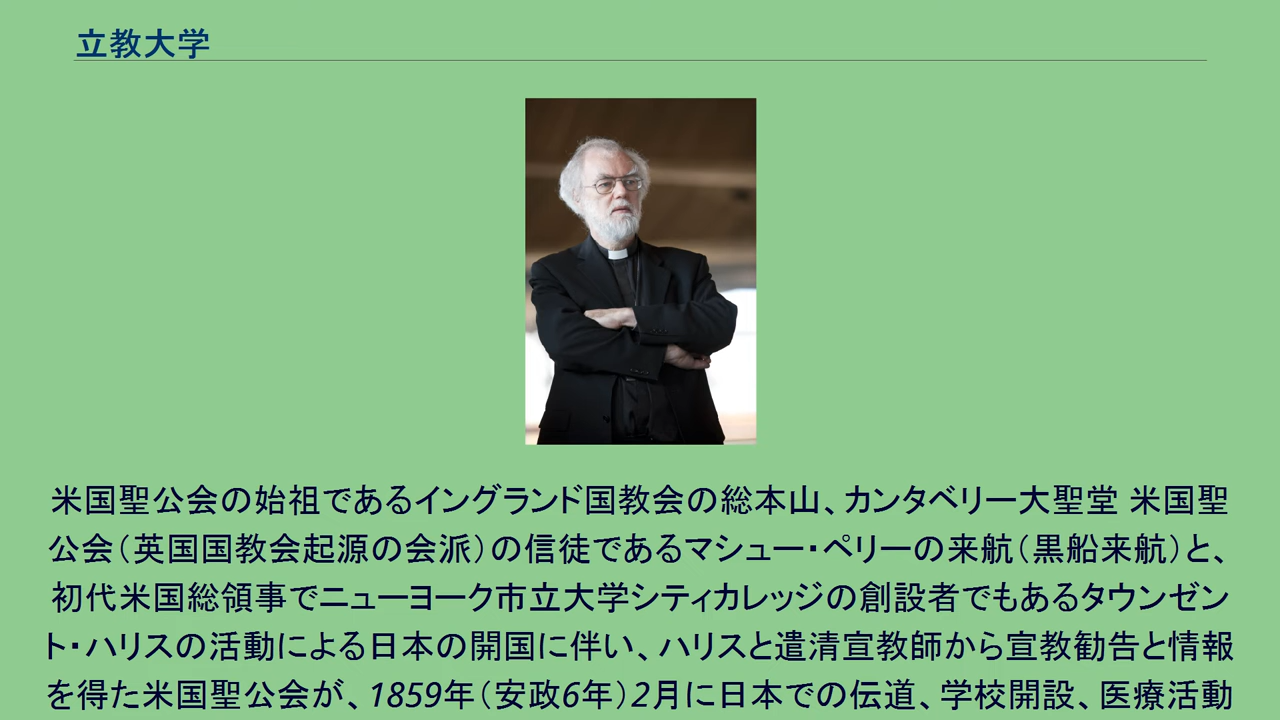 立教大学
米国聖公会の始祖であるイングランド国教会の総本山、カンタベリー大聖堂 米国聖
公会（英国国教会起源の会派）の信徒であるマシュー・ペリーの来航（黒船来航）と、
初代米国総領事でニューヨーク市立大学シティカレッジの創設者でもあるタウンゼン
ト・ハリスの活動による日本の開国に伴い、ハリスと遣清宣教師から宣教勧告と情報
を得た米国聖公会が、1859年（安政6年）2月に日本での伝道、学校開設、医療活動